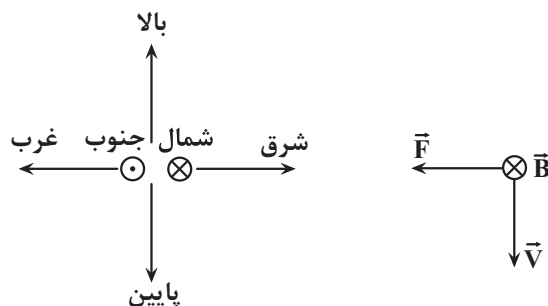 بالا
غرب جنوب شمال شرق
پایین
F⃗
B⃗
V⃗